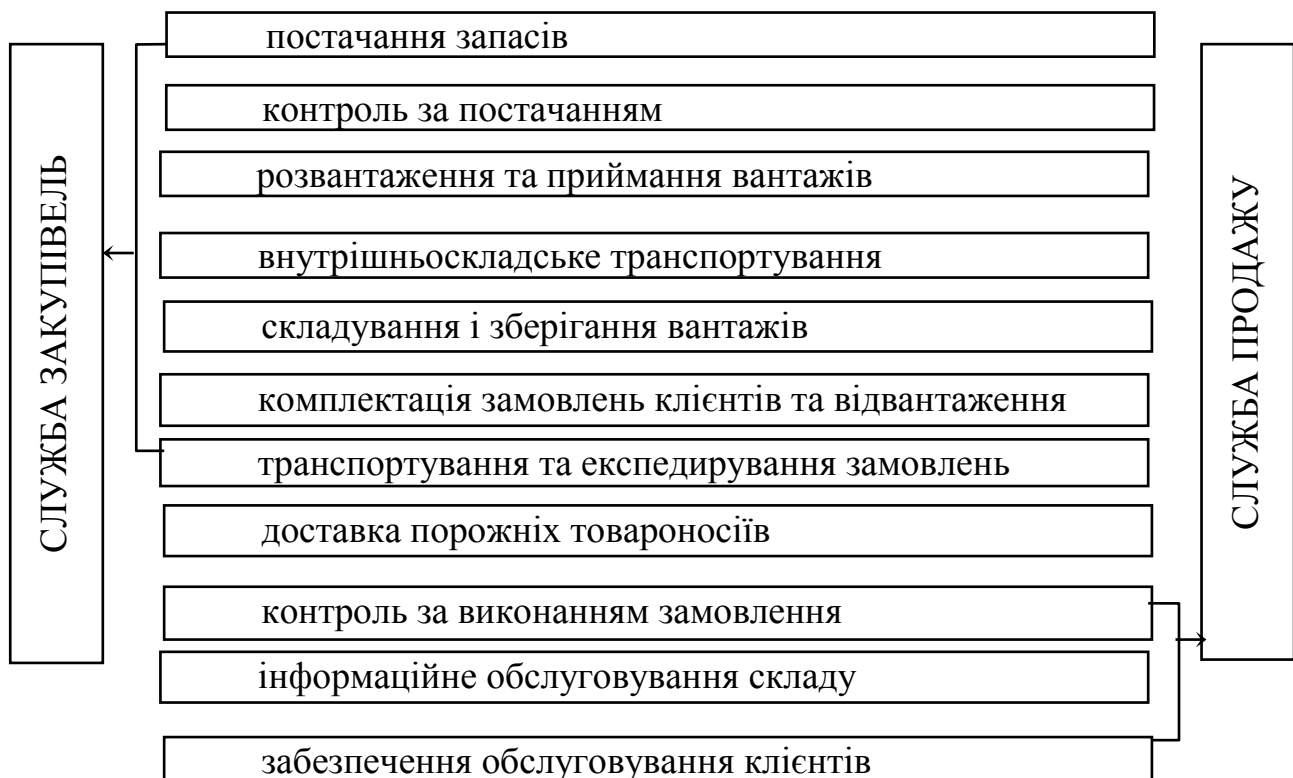 СЛУЖБА ЗАКУПІВЕЛЬ
постачання запасів
контроль за постачанням
розвантаження та приймання вантажів
внутрішньоскладське транспортування
складування і зберігання вантажів
комплектація замовлень клієнтів та відвантаження
транспортування та експедирування замовлень
доставка порожніх товароносіїв
контроль за виконанням замовлення
інформаційне обслуговування складу
забезпечення обслуговування клієнтів
СЛУЖБА ПРОДАЖУ